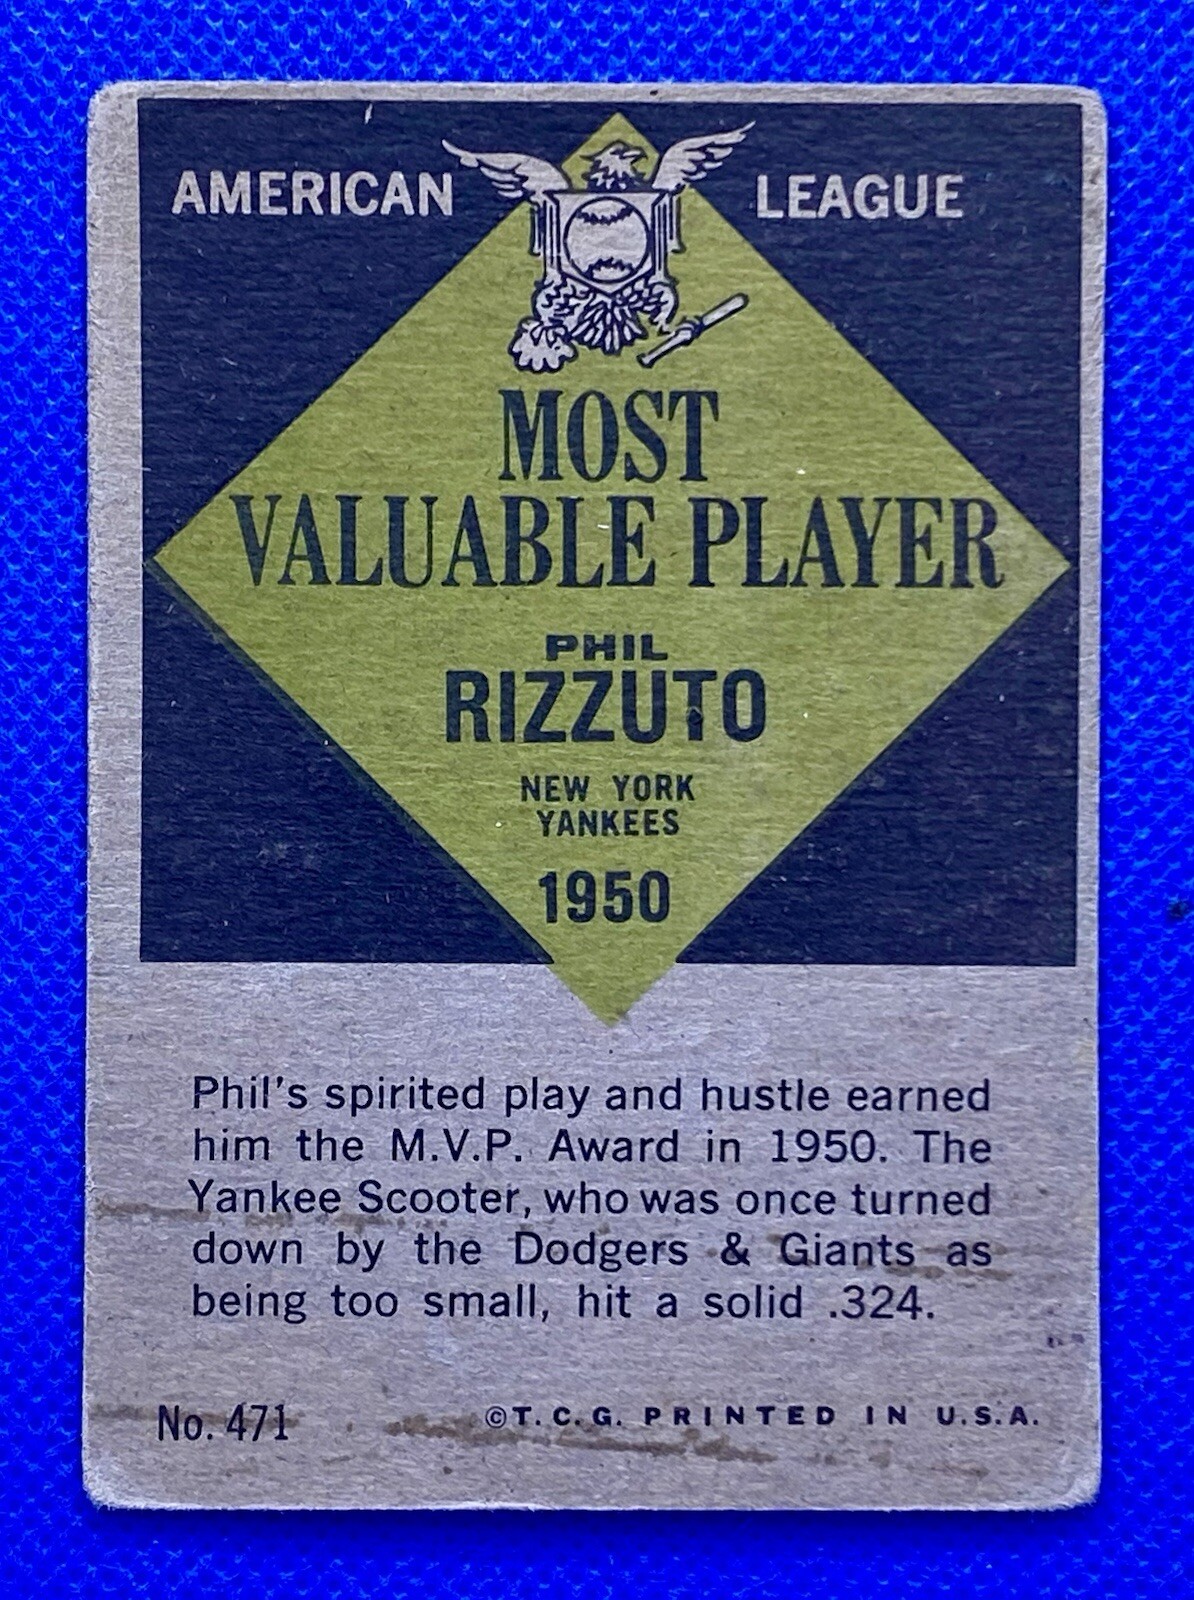 AMERICAN LEAGUE
MOST
VALUABLE PLAYER
PHIL
RIZZUTO
NEW YORK
YANKEES
1950
Phil's spirited play and hustle earned
him the M.V.P. Award in 1950. The
Yankee Scooter, who was once turned
down by the Dodgers & Giants as
being too small, hit a solid .324.
No. 471
©T.C.G. PRINTED IN U.S.A.